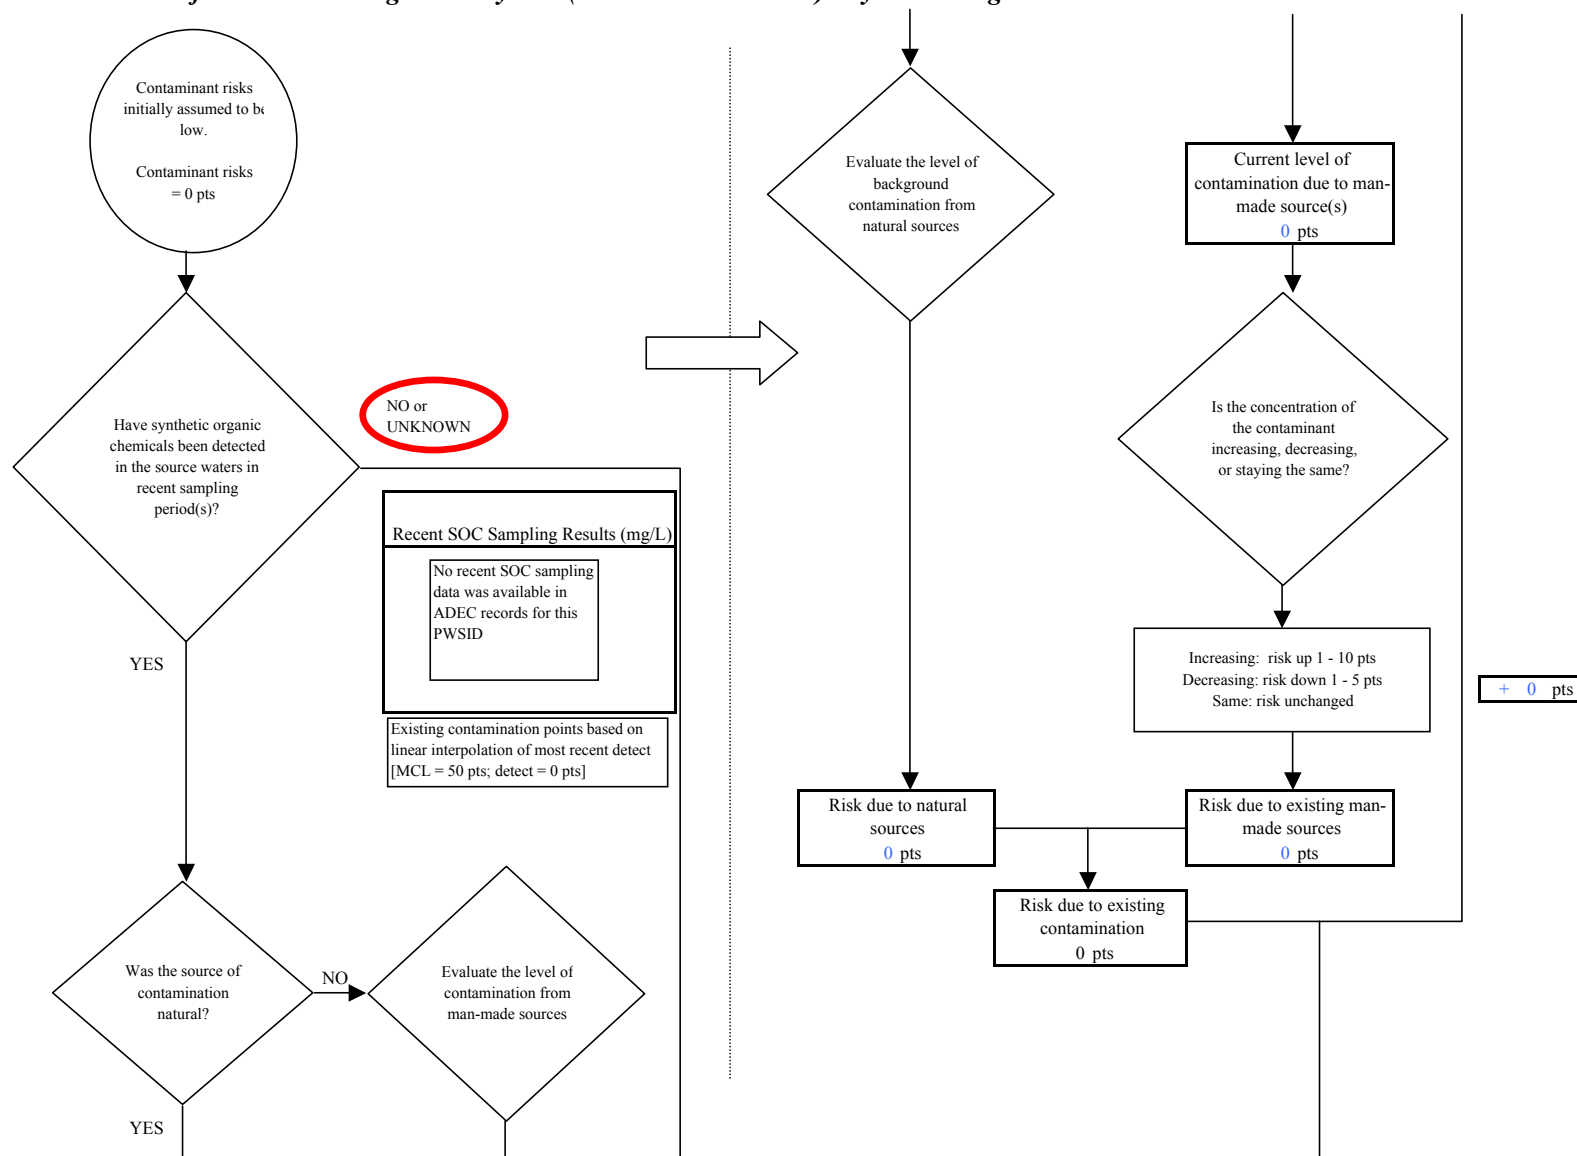 Contaminant risks
initially assumed to be
low.
Contaminant risks
= 0 pts
Have synthetic organic
chemicals been detected
in the source waters in
recent sampling
period(s)?
NO or
UNKNOWN
Recent SOC Sampling Results (mg/L)
No recent SOC sampling
data was available in
ADEC records for this
PWSID
YES
Existing contamination points based on
linear interpolation of most recent detect
[MCL = 50 pts; detect = 0 pts]
Was the source of
contamination
natural?
NO
Evaluate the level of
contamination from
man-made sources
YES
Evaluate the level of
background
contamination from
natural sources
Current level of
contamination due to man-
made source(s)
0 pts
Is the concentration of
the contaminant
increasing, decreasing,
or staying the same?
Increasing: risk up 1 - 10 pts
Decreasing: risk down 1 - 5 pts
Same: risk unchanged
+ 0 pts
Risk due to natural
sources
0 pts
Risk due to existing man-
made sources
0 pts
Risk due to existing
contamination
0 pts